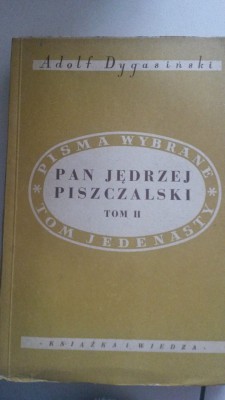 Adolf Dygasiński
* PISMA WYBRANE *
PAN JĘDRZEJ
PISZCZALSKI
TOM II
TOM JEDENASTY
• KSIĄŻKA I WIEDZA •